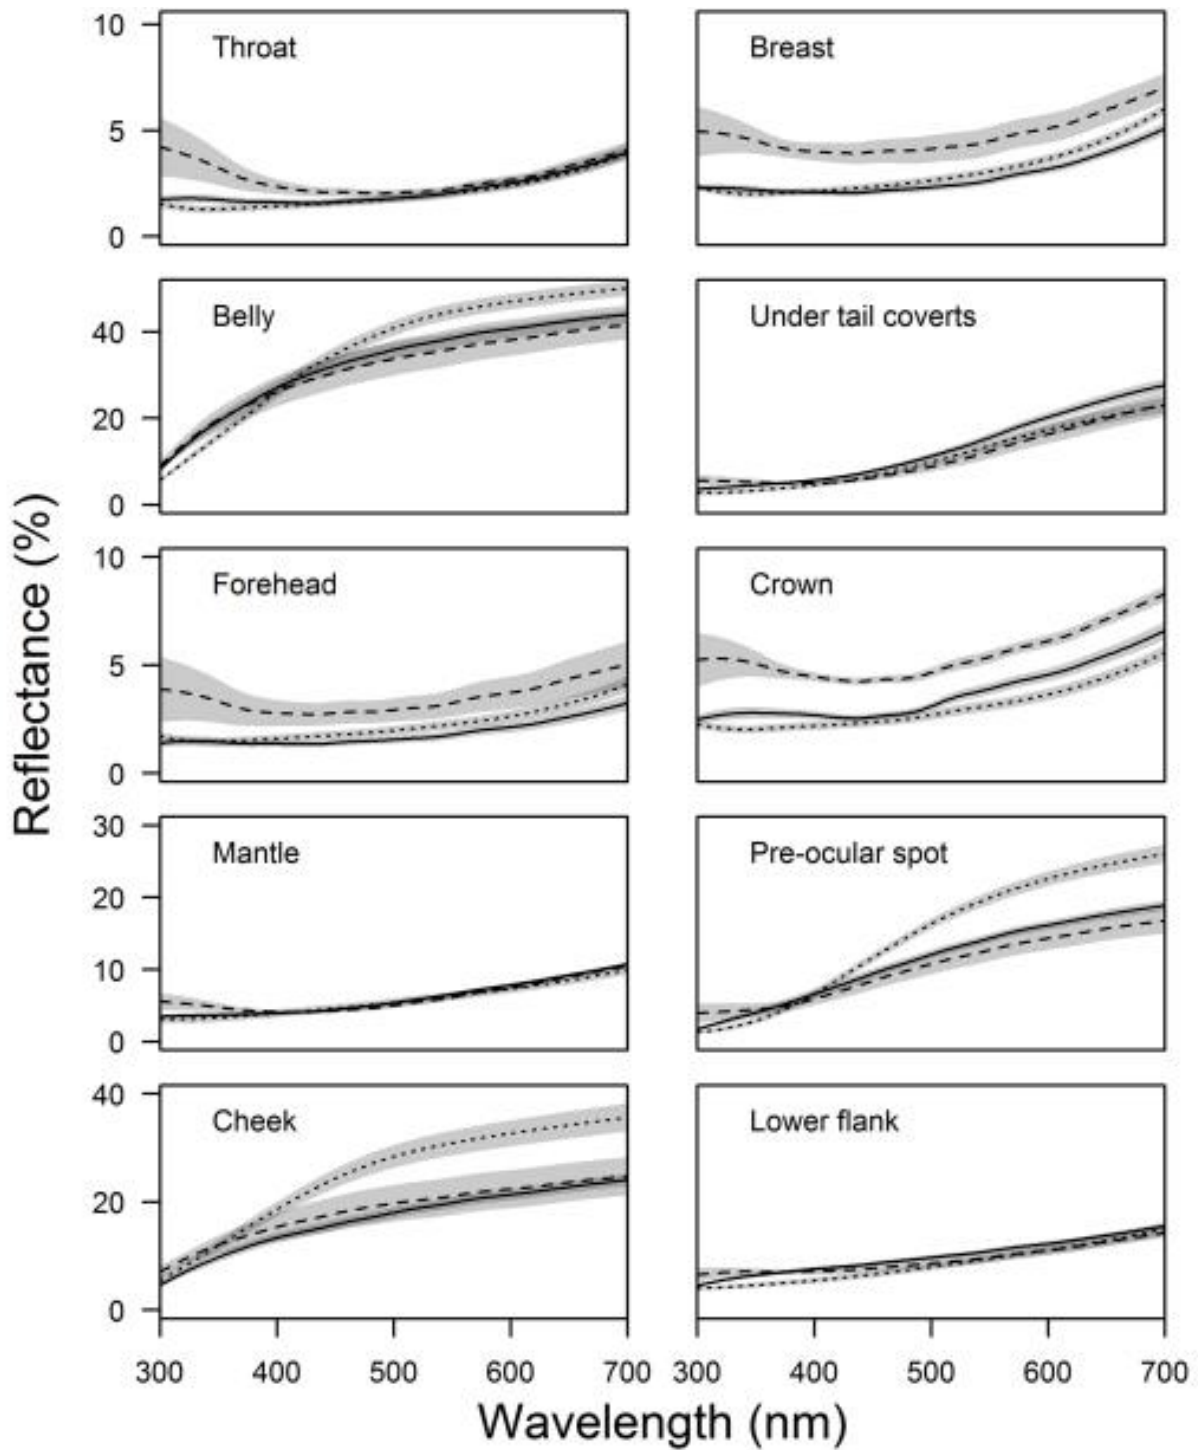 10
5
0
Throat
Breast
40
20
0
Belly
Under tail coverts
10
5
0
Forehead
Crown
30
20
10
0
Mantle
Pre-ocular spot
40
20
0
Cheek
Lower flank
300 400 500 600 700 300 400 500 600 700
Reflectance (%)
Wavelength (nm)